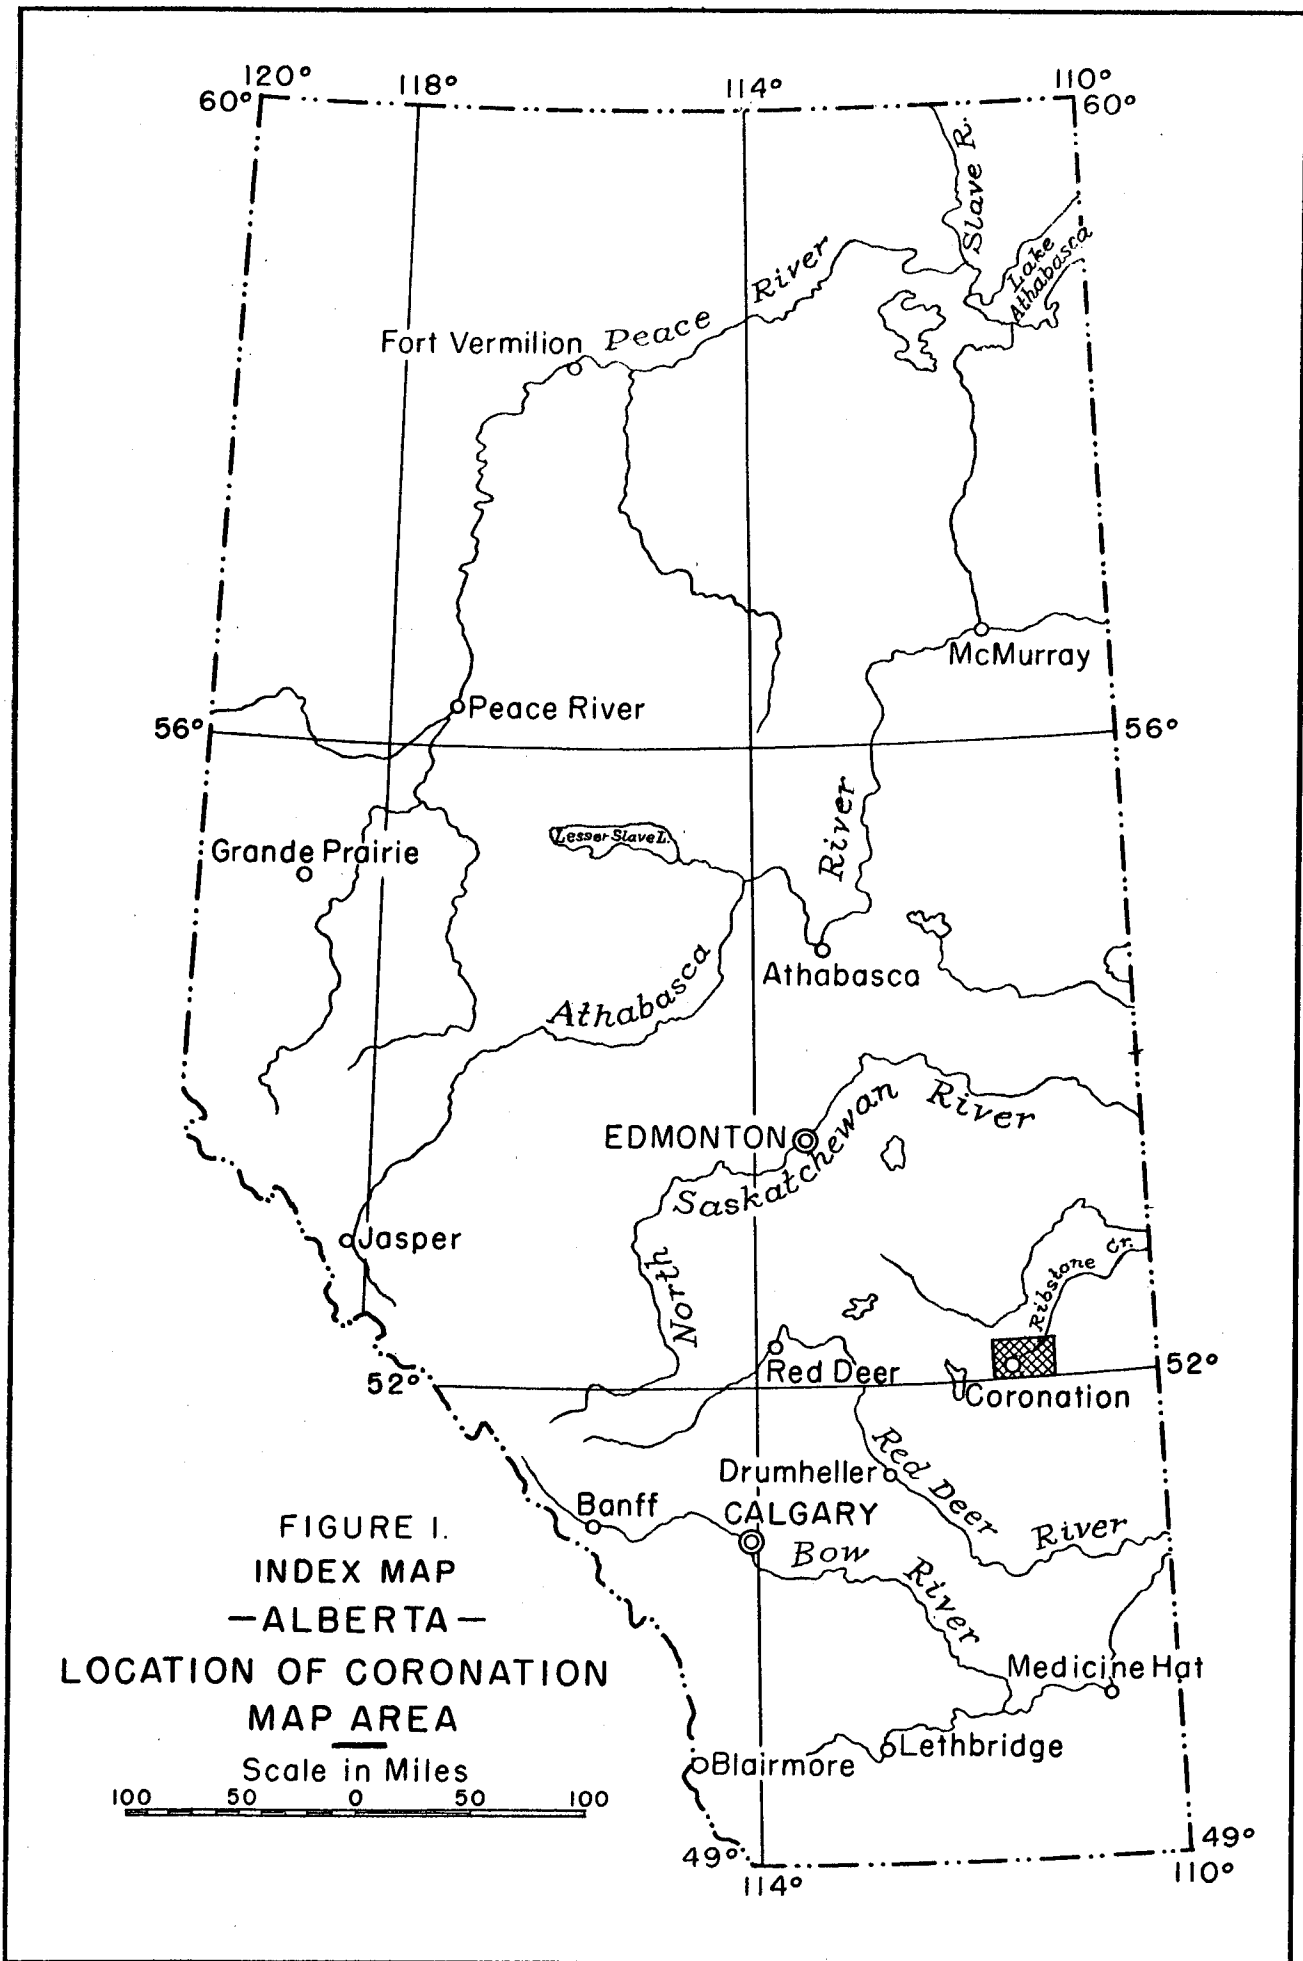 120°
118°
114°
110°
60°
60°
Slave R.
Lake
Athabasca
Peace River
Fort Vermilion
McMurray
Peace River
56°
56°
Lesser Slave L.
River
Grande Prairie
Athabasca
Athabasca
EDMONTON
North Saskatchewan River
Jasper
Ribstone Cr.
Red Deer
52°
52°
Coronation
Drumheller
Red Deer River
Banff
CALGARY
Bow River
Medicine Hat
Lethbridge
Blairmore
FIGURE 1.
INDEX MAP
—ALBERTA—
LOCATION OF CORONATION
MAP AREA
Scale in Miles
100 50 0 50 100
49°
49°
114°
110°